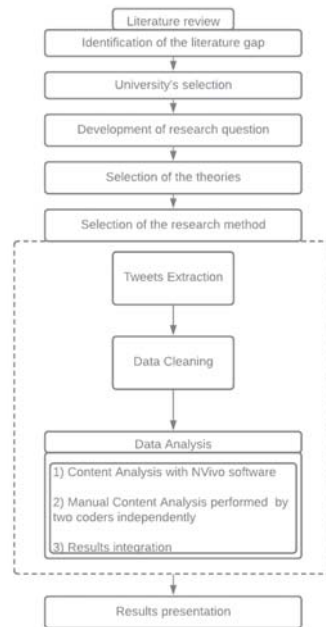 Literature review
Identification of the literature gap
University's selection
Development of research question
Selection of the theories
Selection of the research method
Tweets Extraction
Data Cleaning
Data Analysis
1) Content Analysis with NVivo software
2) Manual Content Analysis performed by
two coders independently
3) Results integration
Results presentation